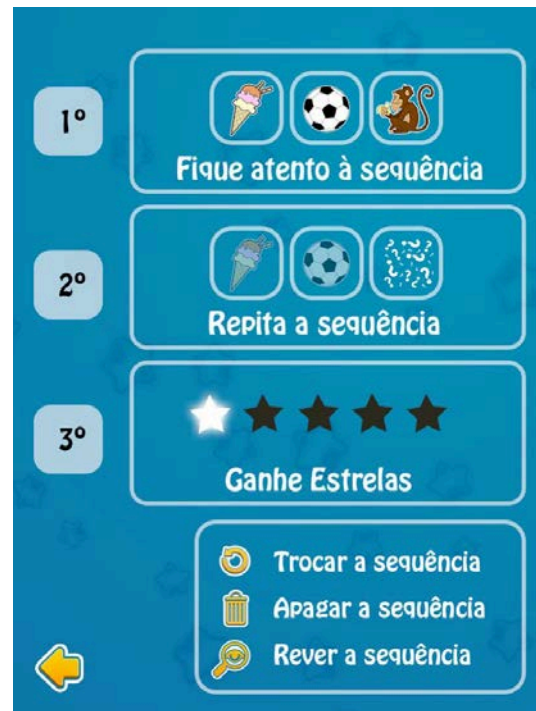 1º
Fique atento à sequência
2º
Repita a sequência
3º
Ganhe Estrelas
Trocar a sequência
Apagar a sequência
Rever a sequência